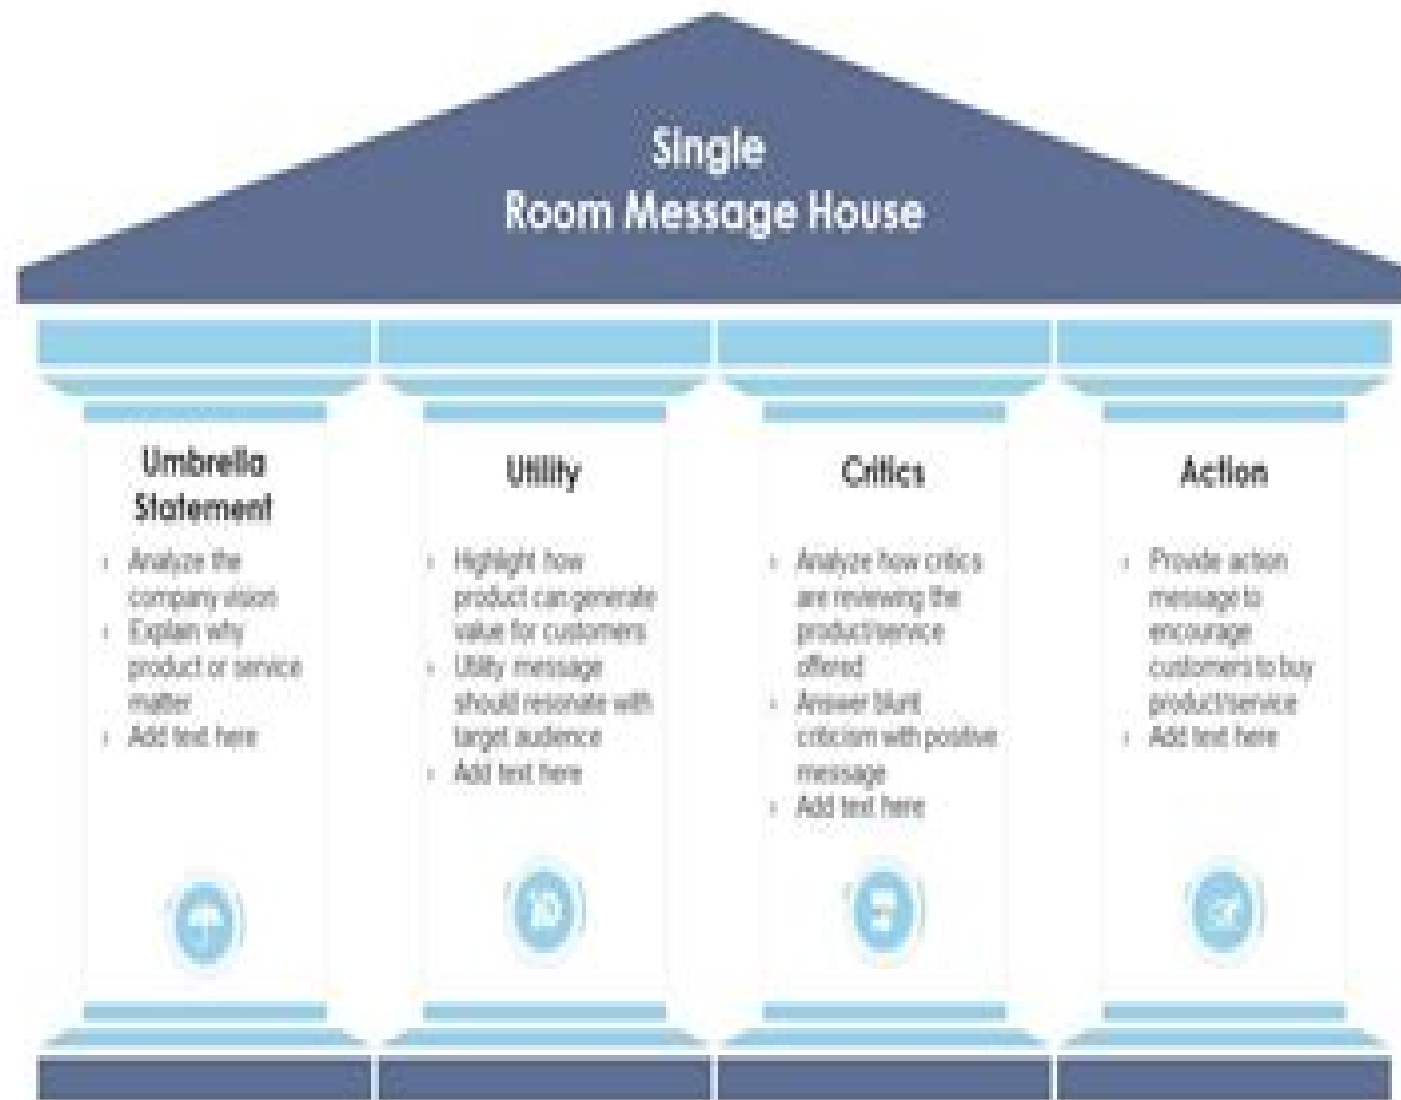 Single
Room Message House
Umbrella
Statement
› Analyze the
company vision
› Explain why
product or service
matter
› Add text here
Utility
› Highlight how
product can generate
value for customers
› Utility message
should resonate with
target audience
› Add text here
Critics
› Analyze how critics
are reviewing the
product/service
offered
› Answer blunt
criticism with positive
message
› Add text here
Action
› Provide action
message to
encourage
customers to buy
product/service
› Add text here